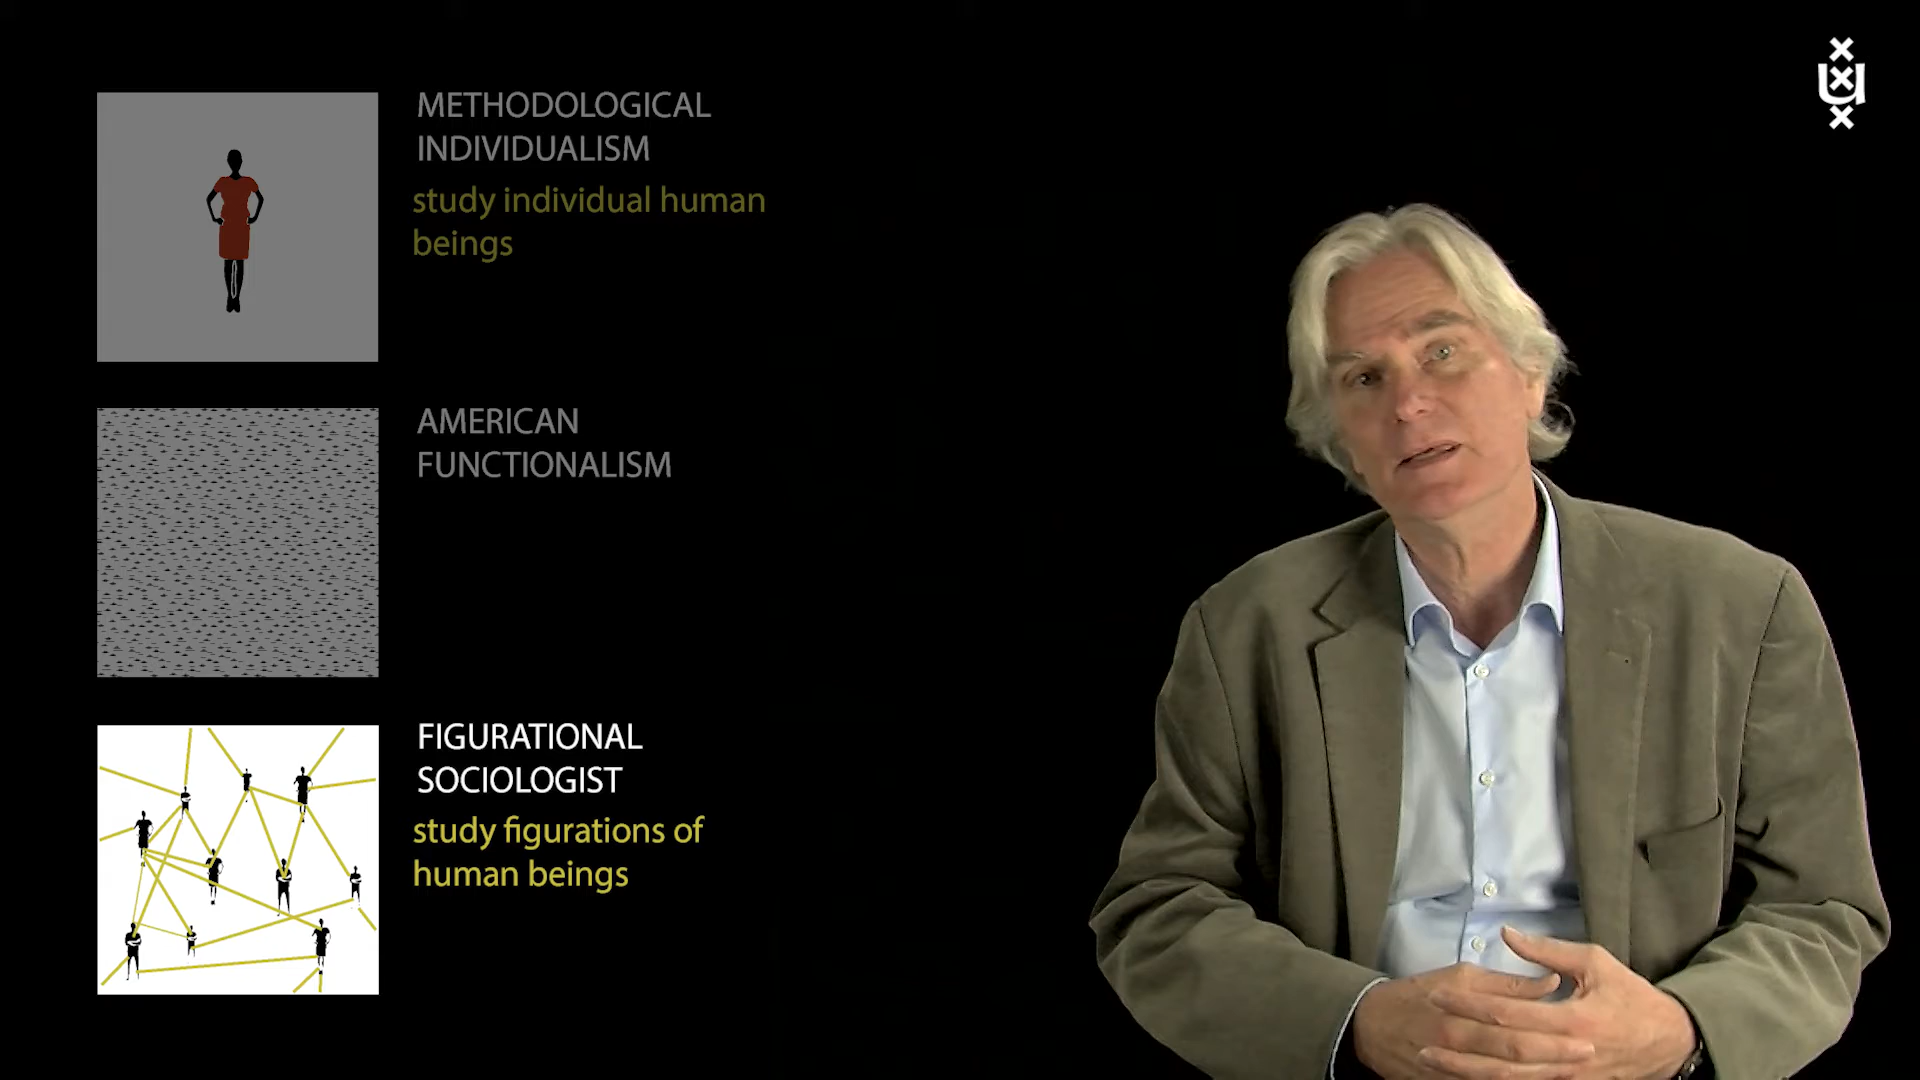 METHODOLOGICAL
INDIVIDUALISM
study individual human
beings
AMERICAN
FUNCTIONALISM
FIGURATIONAL
SOCIOLOGIST
study figurations of
human beings